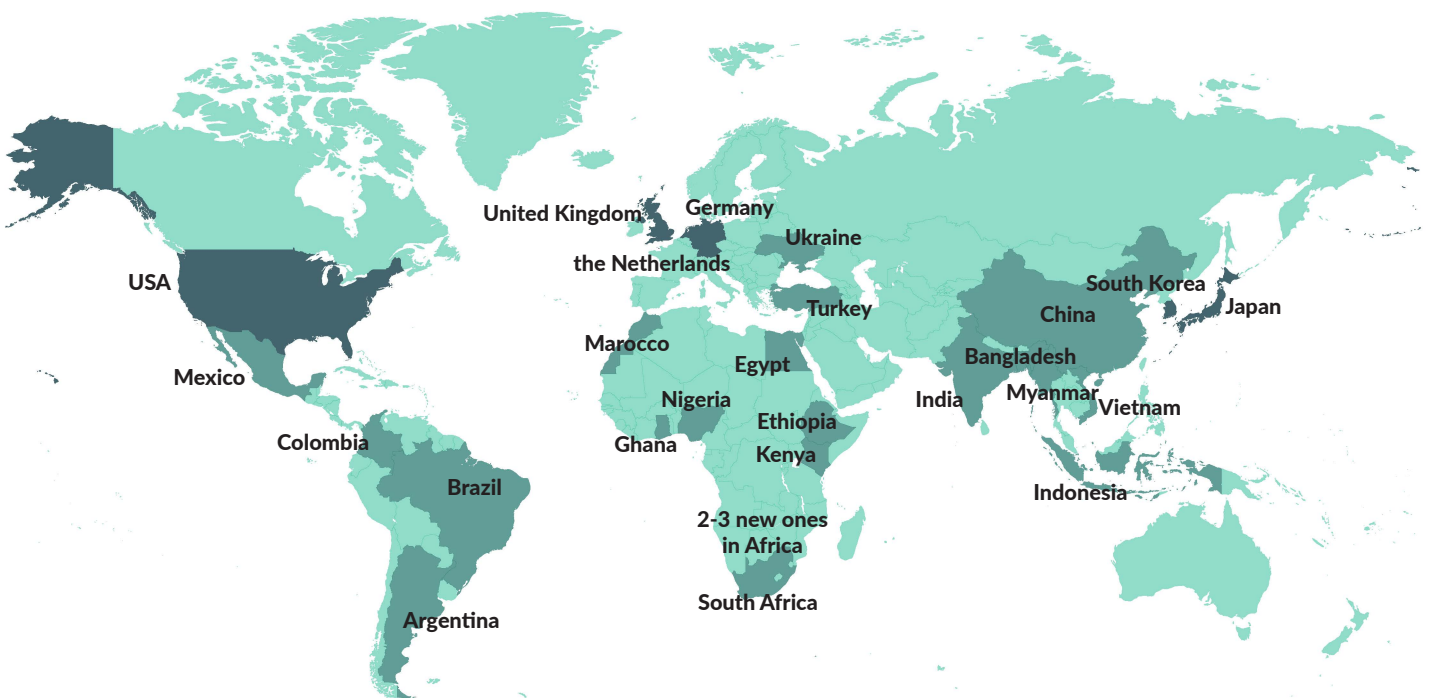 United Kingdom
Germany
Ukraine
the Netherlands
USA
Turkey
South Korea
China
Japan
Marocco
Egypt
Bangladesh
Mexico
India
Myanmar
Vietnam
Nigeria
Ethiopia
Colombia
Ghana
Kenya
Brazil
Indonesia
2-3 new ones
in Africa
South Africa
Argentina